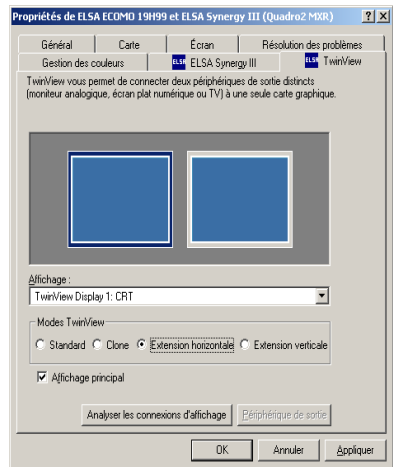 Propriétés de ELSA ECOMO 19H99 et ELSA Synergy III (Quadro2 MXR)
Général Carte Écran Résolution des problèmes
Gestion des couleurs ELSA ELSA Synergy III ELSA TwinView
TwinView vous permet de connecter deux périphériques de sortie distincts
(moniteur analogique, écran plat numérique ou TV) à une seule carte graphique.
Affichage :
TwinView Display 1: CRT
Modes TwinView
Standard Clone Extension horizontale Extension verticale
Affichage principal
Analyser les connexions d'affichage Périphérique de sortie
OK Annuler Appliquer